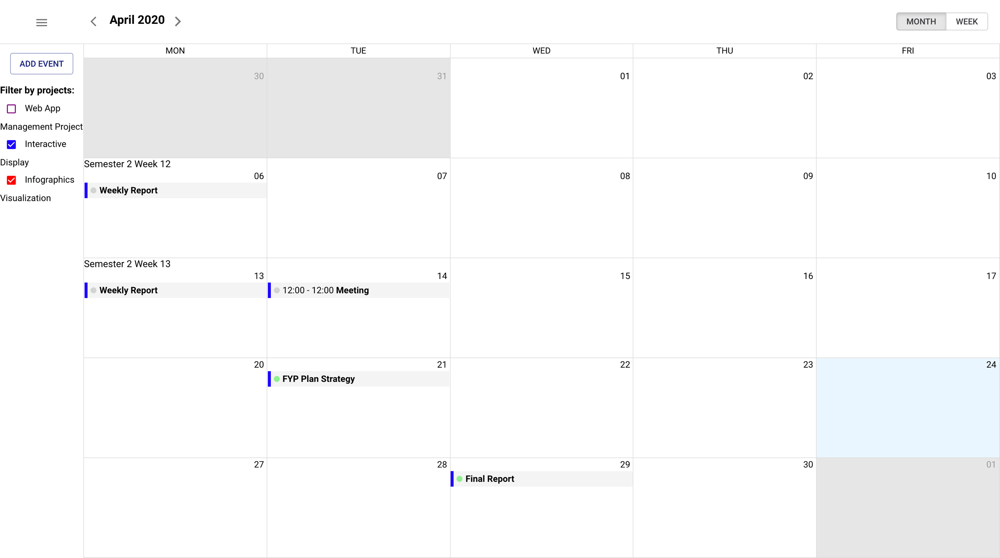 April 2020
MONTH WEEK
ADD EVENT
Filter by projects:
Web App
Management Project
Interactive
Display
Infographics
Visualization
MON TUE WED THU FRI
30 31 01 02 03
Semester 2 Week 12
06 07 08 09 10
Weekly Report
Semester 2 Week 13
13 14 15 16 17
Weekly Report 12:00 - 12:00 Meeting
20 21 22 23 24
FYP Plan Strategy
27 28 29 30 01
Final Report